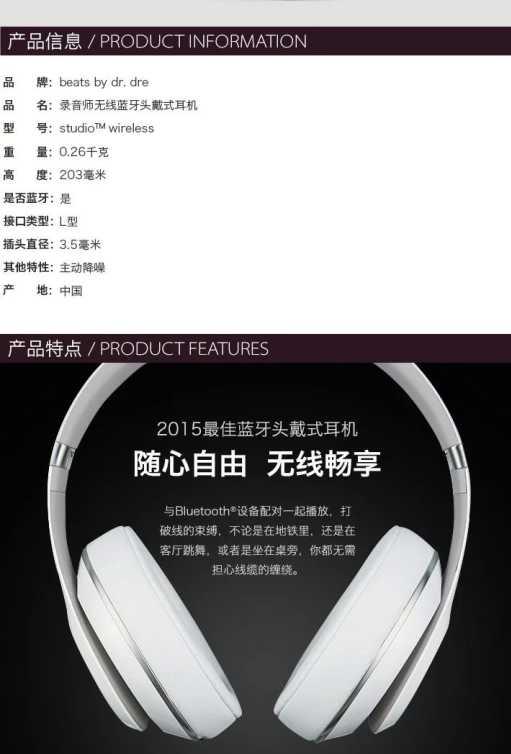 产品信息 / PRODUCT INFORMATION
品 牌：beats by dr. dre
品 名：录音师无线蓝牙头戴式耳机
型 号：studio™ wireless
重 量：0.26千克
高 度：203毫米
是否蓝牙：是
接口类型：L型
插头直径：3.5毫米
其他特性：主动降噪
产 地：中国
产品特点 / PRODUCT FEATURES
2015最佳蓝牙头戴式耳机
随心自由 无线畅享
与Bluetooth®设备配对一起播放，打
破线的束缚，不论是在地铁里，还是在
客厅跳舞，或者是坐在桌旁，你都无需
担心线缆的缠绕。